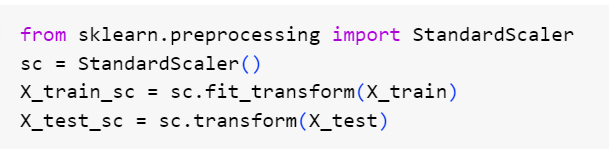 from sklearn.preprocessing import StandardScaler
sc = StandardScaler()
X_train_sc = sc.fit_transform(X_train)
X_test_sc = sc.transform(X_test)